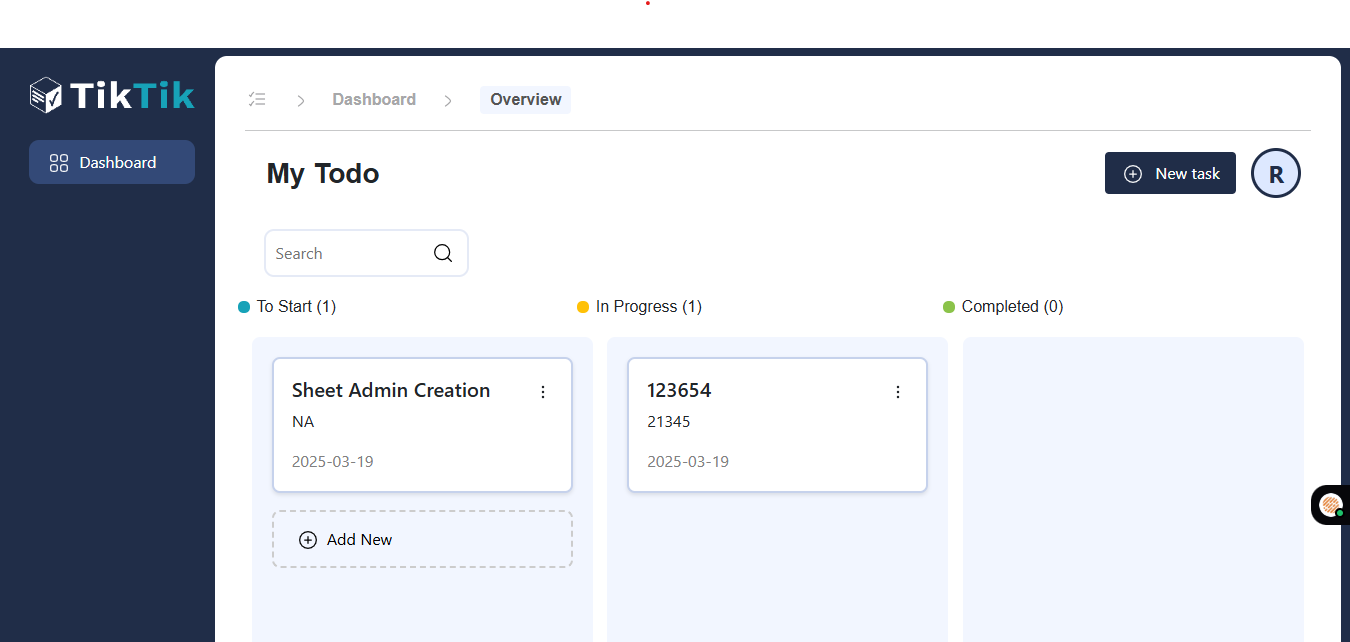 TikTik
Dashboard
Dashboard
Overview
My Todo
New task
R
Search
To Start (1)
In Progress (1)
Completed (0)
Sheet Admin Creation
NA
2025-03-19
Add New
123654
21345
2025-03-19